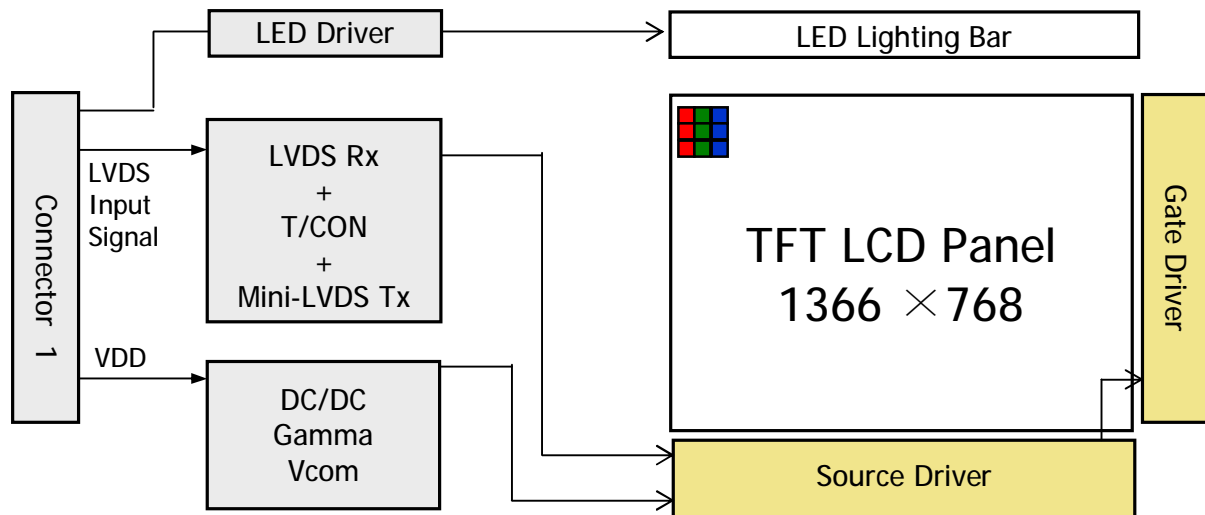 LED Driver
LED Lighting Bar
Connector 1
LVDS
Input
Signal
LVDS Rx
+
T/CON
+
Mini-LVDS Tx
TFT LCD Panel
1366 ×768
Gate Driver
VDD
DC/DC
Gamma
Vcom
Source Driver